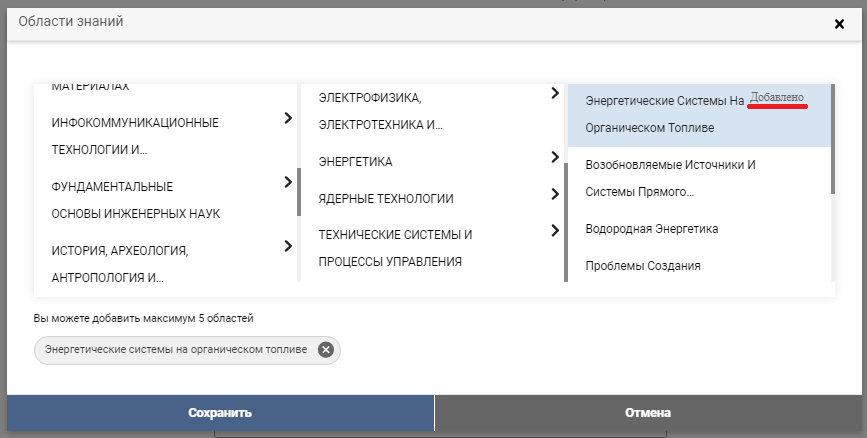 Области знаний
МАТЕРИАЛАХ
ИНФОКОММУНИКАЦИОННЫЕ
ТЕХНОЛОГИИ И...
ФУНДАМЕНТАЛЬНЫЕ
ОСНОВЫ ИНЖЕНЕРНЫХ НАУК
ИСТОРИЯ, АРХЕОЛОГИЯ,
АНТРОПОЛОГИЯ И...
ЭЛЕКТРОФИЗИКА,
ЭЛЕКТРОТЕХНИКА И...
ЭНЕРГЕТИКА
ЯДЕРНЫЕ ТЕХНОЛОГИИ
ТЕХНИЧЕСКИЕ СИСТЕМЫ И
ПРОЦЕССЫ УПРАВЛЕНИЯ
Энергетические Системы На Добавлено
Органическом Топливе
Возобновляемые Источники И
Системы Прямого...
Водородная Энергетика
Проблемы Создания
Вы можете добавить максимум 5 областей
Энергетические системы на органическом топливе
Сохранить
Отмена